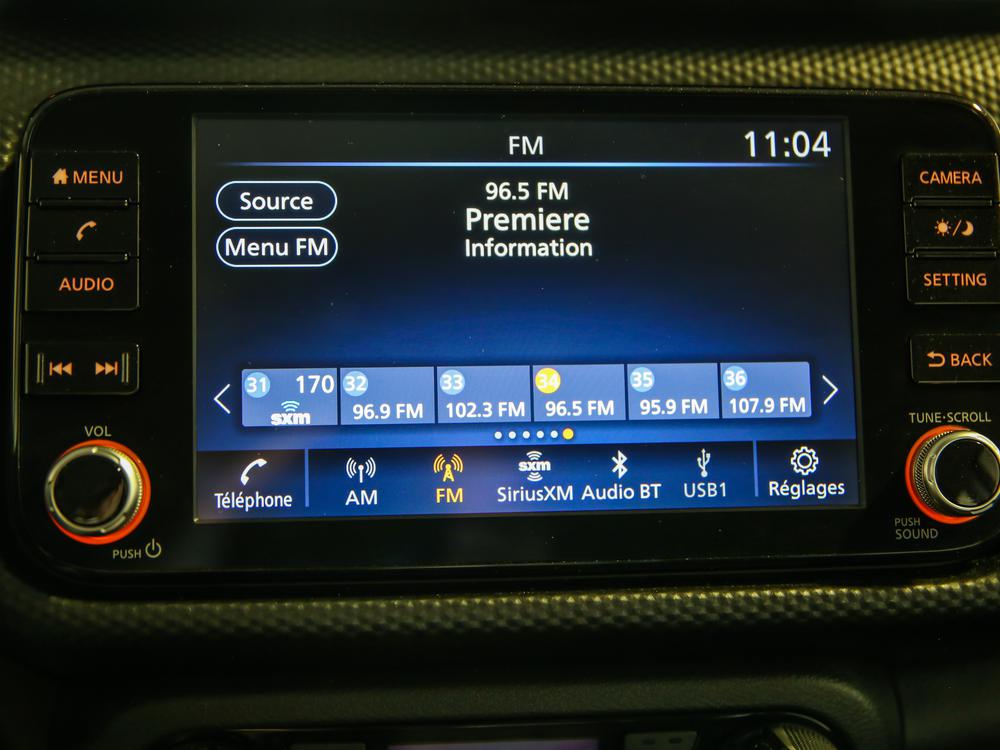 FM
11:04
MENU
CAMERA
Source
96.5 FM
Premiere
Menu FM
Information
AUDIO
SETTING
BACK
31 170 sxm
32 96.9 FM
33 102.3 FM
34 96.5 FM
35 95.9 FM
36 107.9 FM
VOL
TUNE·SCROLL
Téléphone
AM
FM
sxm
SiriusXM
Audio BT
USB1
Réglages
PUSH
PUSH
SOUND